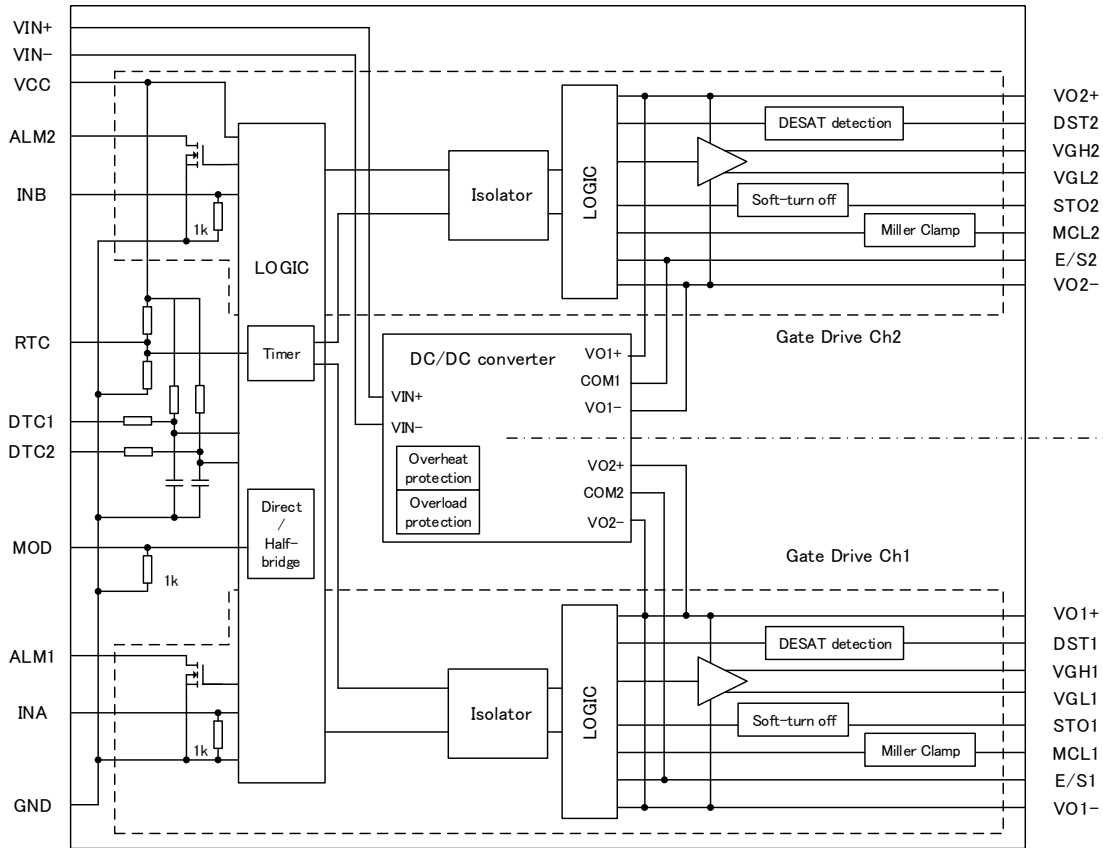 VIN+
VIN−
VCC
ALM2
INB
RTC
DTC1
DTC2
MOD
ALM1
INA
GND
1k
1k
1k
LOGIC
Timer
Direct
/
Half-
bridge
Isolator
LOGIC
DESAT detection
Soft-turn off
Miller Clamp
VO2+
DST2
VGH2
VGL2
STO2
MCL2
E/S2
VO2−
Gate Drive Ch2
DC/DC converter
VIN+
VIN−
Overheat
protection
Overload
protection
VO1+
COM1
VO1-
VO2+
COM2
VO2-
Gate Drive Ch1
Isolator
LOGIC
DESAT detection
Soft-turn off
Miller Clamp
VO1+
DST1
VGH1
VGL1
STO1
MCL1
E/S1
VO1−